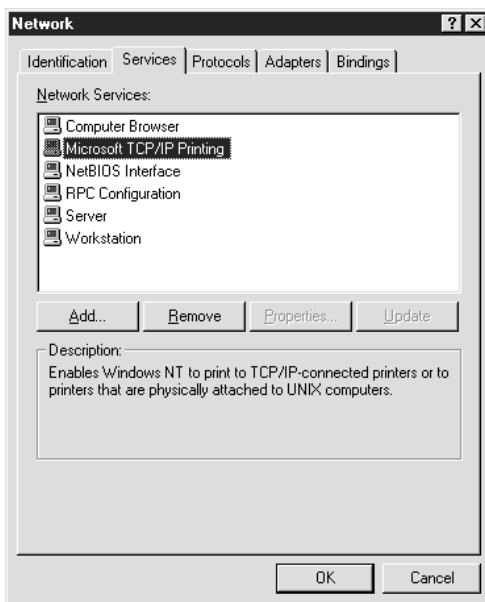 Network
Identification Services Protocols Adapters Bindings
Network Services:
Computer Browser
Microsoft TCP/IP Printing
NetBIOS Interface
RPC Configuration
Server
Workstation
Add... Remove Properties... Update
Description:
Enables Windows NT to print to TCP/IP-connected printers or to
printers that are physically attached to UNIX computers.
OK Cancel